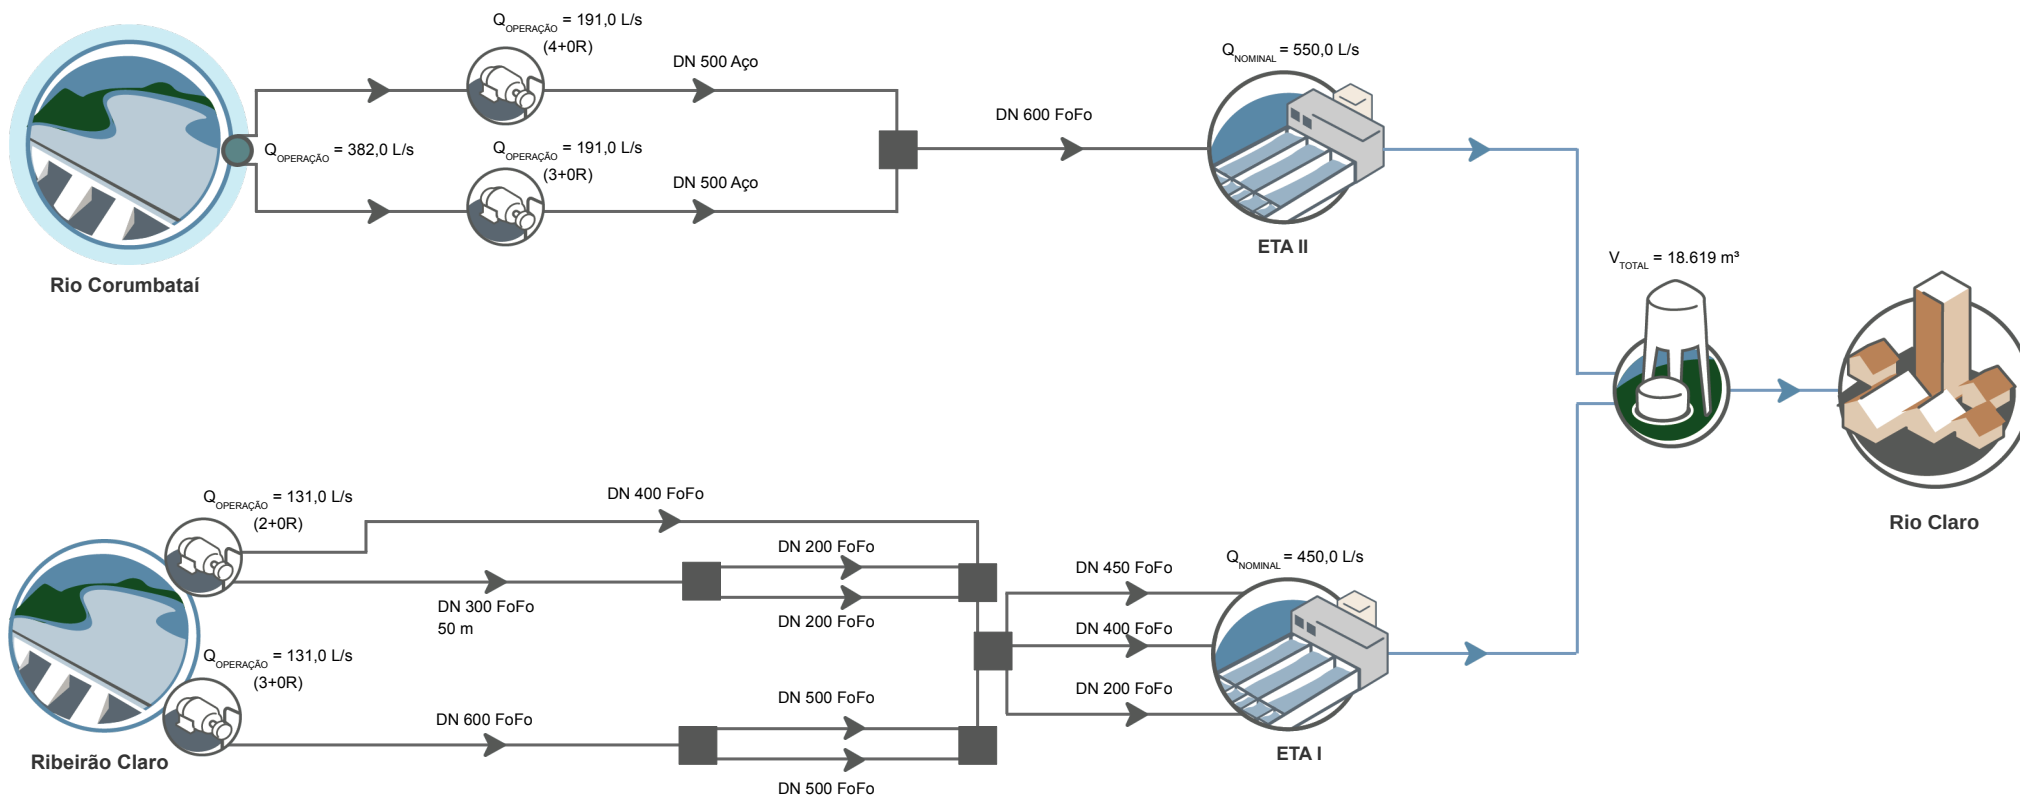 Q OPERAÇÃO = 191,0 L/s
(4+0R)
DN 500 Aço
Q NOMINAL = 550,0 L/s
DN 600 FoFo
Q OPERAÇÃO = 382,0 L/s
Q OPERAÇÃO = 191,0 L/s
(3+0R)
DN 500 Aço
ETA II
Rio Corumbataí
V TOTAL = 18.619 m³
Rio Claro
Q OPERAÇÃO = 131,0 L/s
(2+0R)
DN 400 FoFo
DN 200 FoFo
DN 300 FoFo
50 m
DN 200 FoFo
Q NOMINAL = 450,0 L/s
DN 450 FoFo
DN 400 FoFo
DN 200 FoFo
Q OPERAÇÃO = 131,0 L/s
(3+0R)
DN 600 FoFo
DN 500 FoFo
DN 500 FoFo
ETA I
Ribeirão Claro